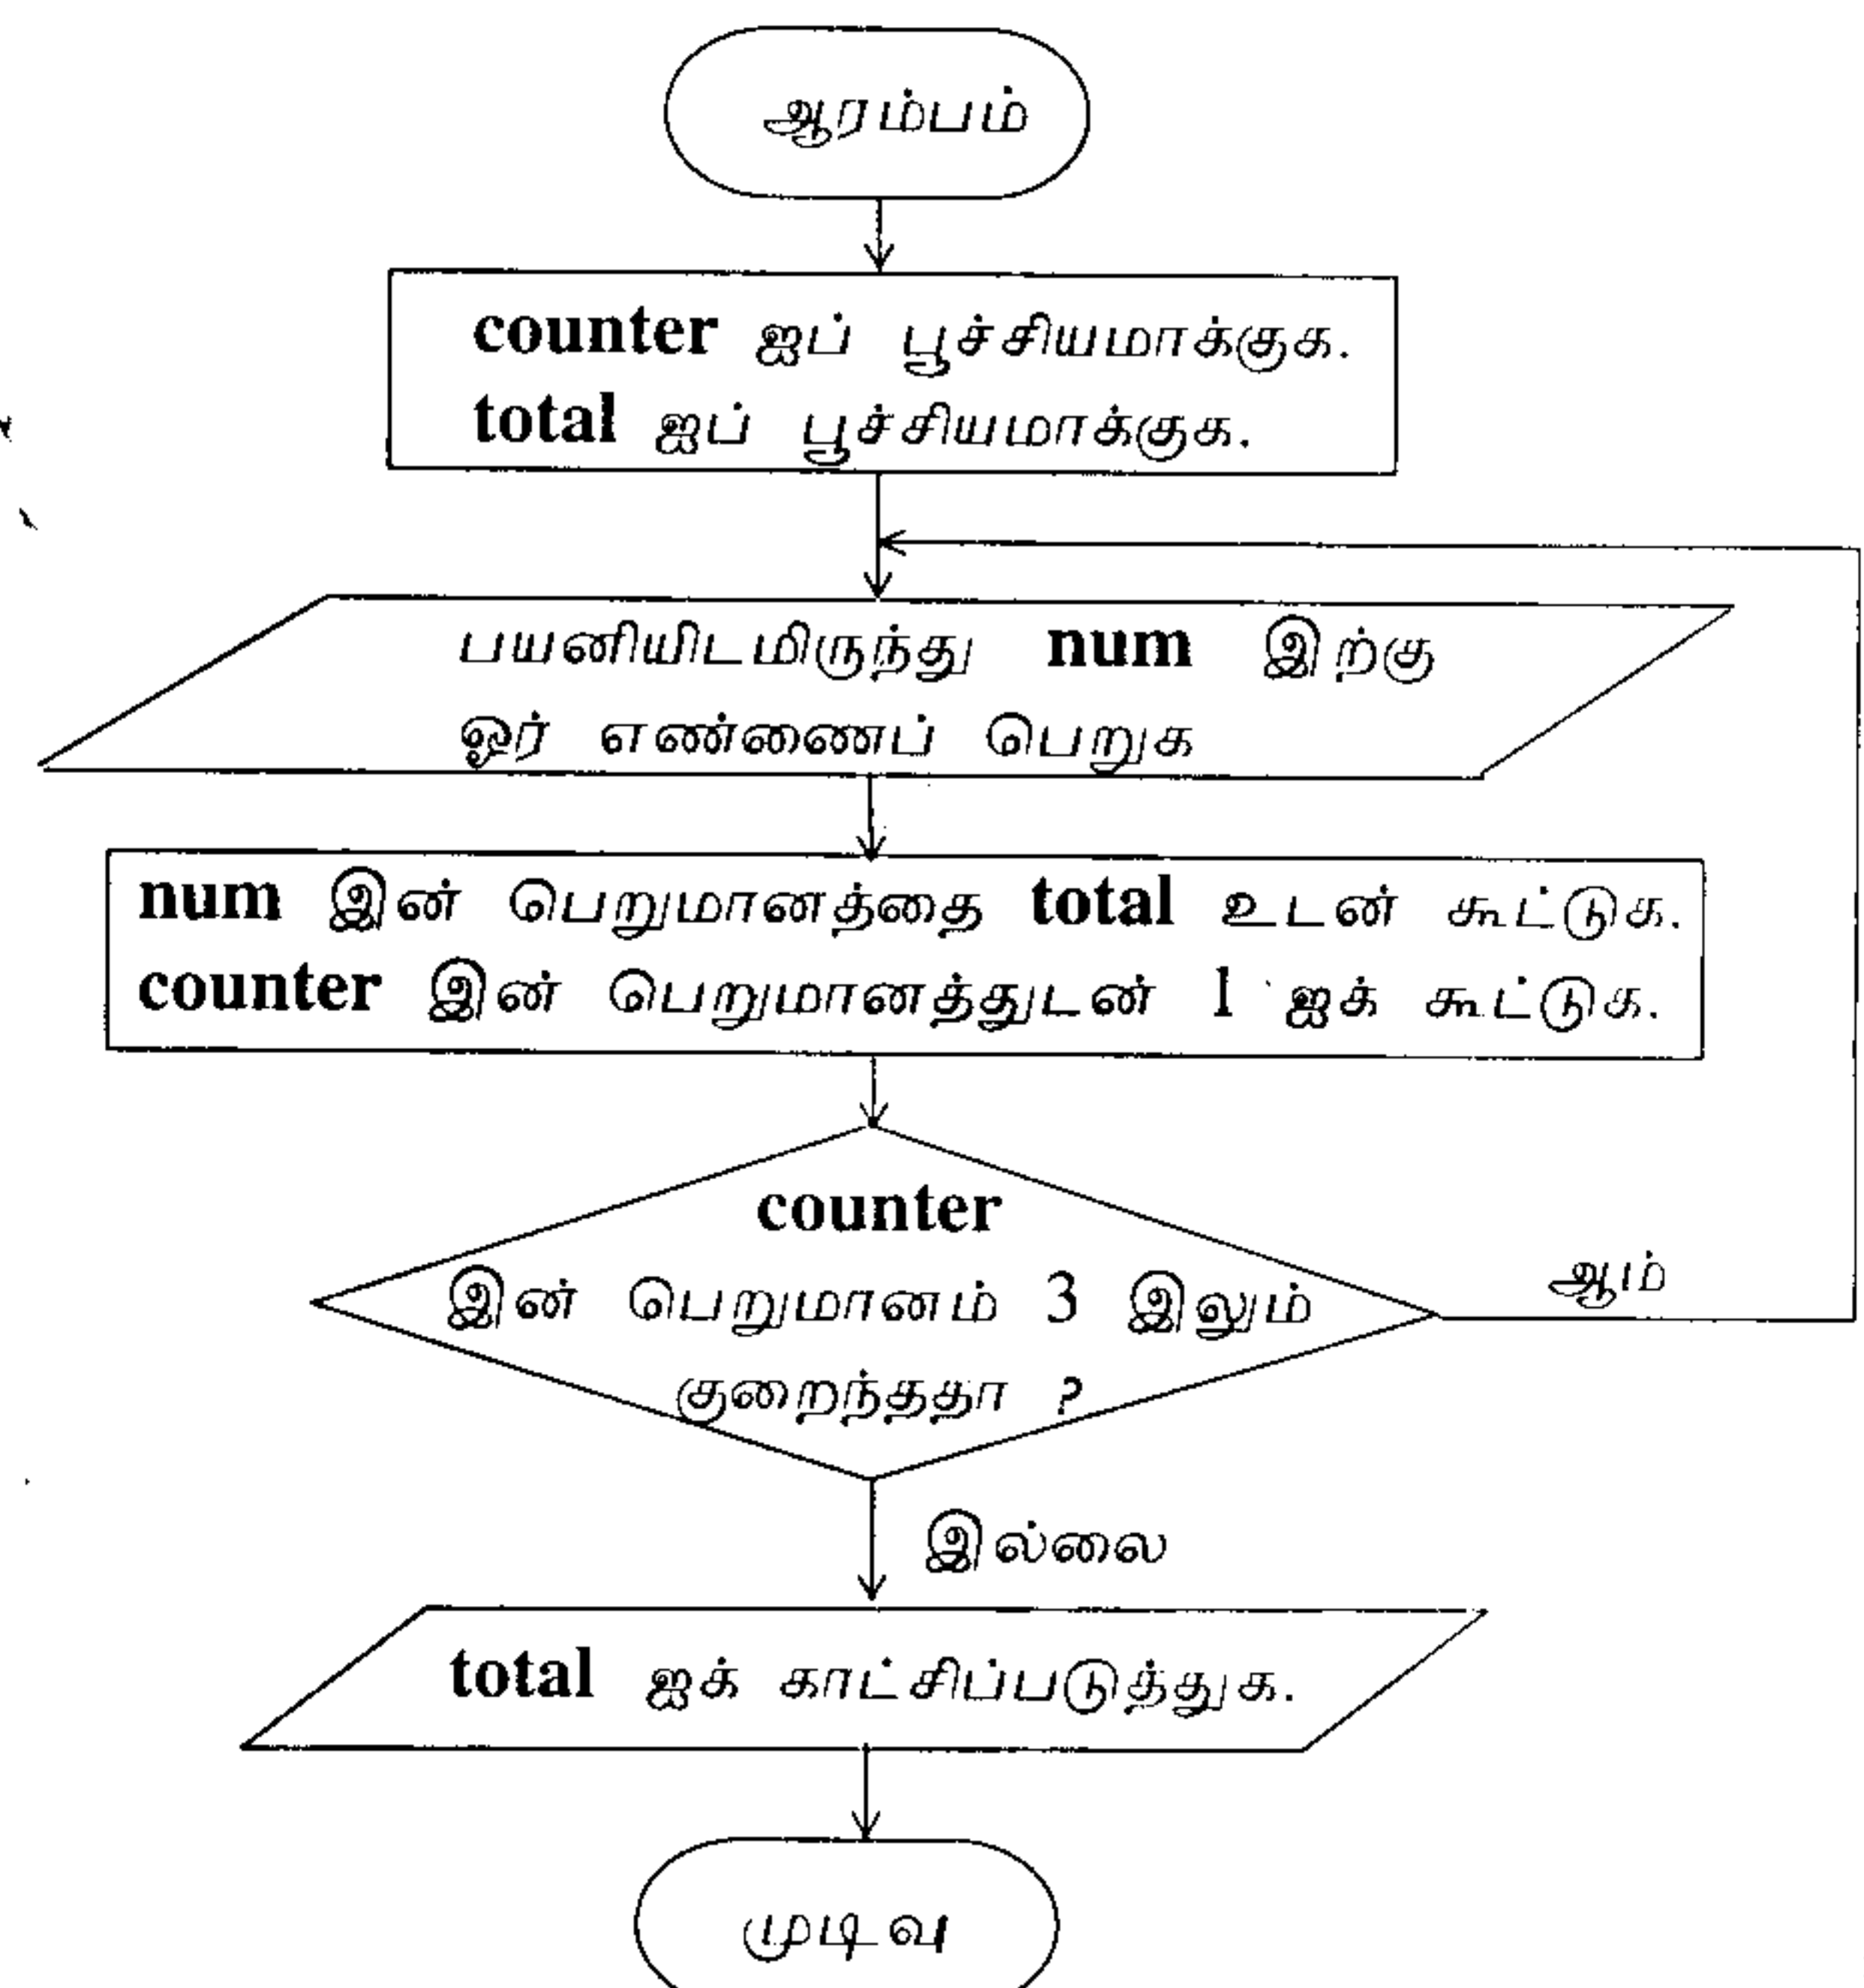 ஆரம்பம்
counter ஐப் பூச்சியமாக்குக.
total ஐப் பூச்சியமாக்குக.
பயனியிடமிருந்து num இற்கு
ஓர் எண்ணைப் பெறுக
num இன் பெறுமானத்தை total உடன் கூட்டுக.
counter இன் பெறுமானத்துடன் 1 ஐக் கூட்டுக.
counter
இன் பெறுமானம் 3 இலும்
குறைந்ததா ?
ஆம்
இல்லை
total ஐக் காட்சிப்படுத்துக.
முடிவு